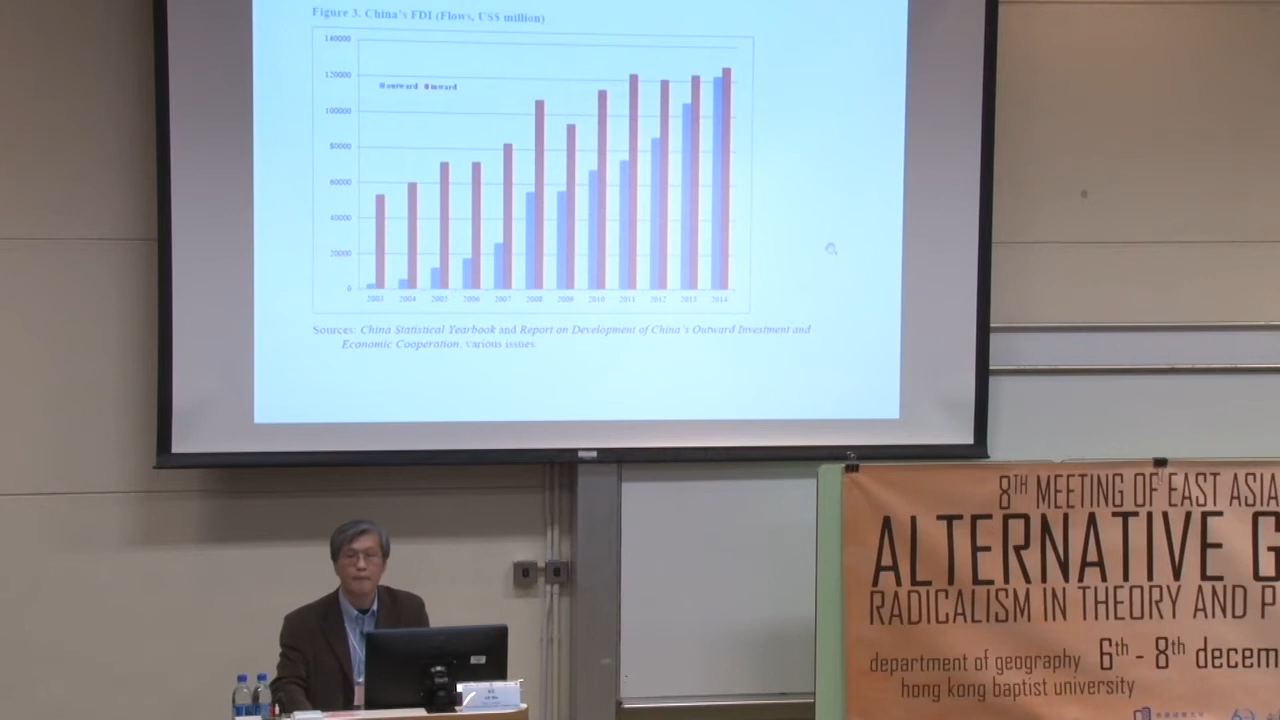 Figure 3. China's FDI (Flows, US$ million)
140000
120000
100000
80000
60000
40000
20000
0
outward inward
2003 2004 2005 2006 2007 2008 2009 2010 2011 2012 2013 2014
Sources: China Statistical Yearbook and Report on Development of China's Outward Investment and
Economic Cooperation, various issues.
8TH MEETING OF EAST ASIA
ALTERNATIVE G
RADICALISM IN THEORY AND P
department of geography 6th - 8th decem
hong kong baptist university